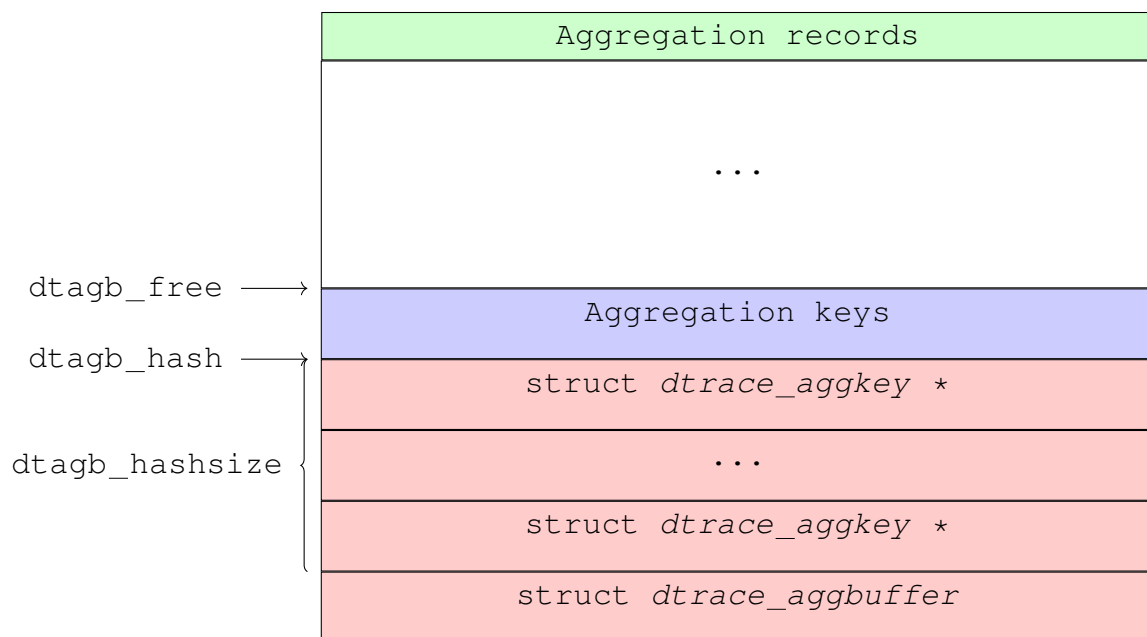 Aggregation records
...
dtagb_free
Aggregation keys
dtagb_hash
struct dtrace_aggkey *
dtagb_hashsize
...
struct dtrace_aggkey *
struct dtrace_aggbuffer